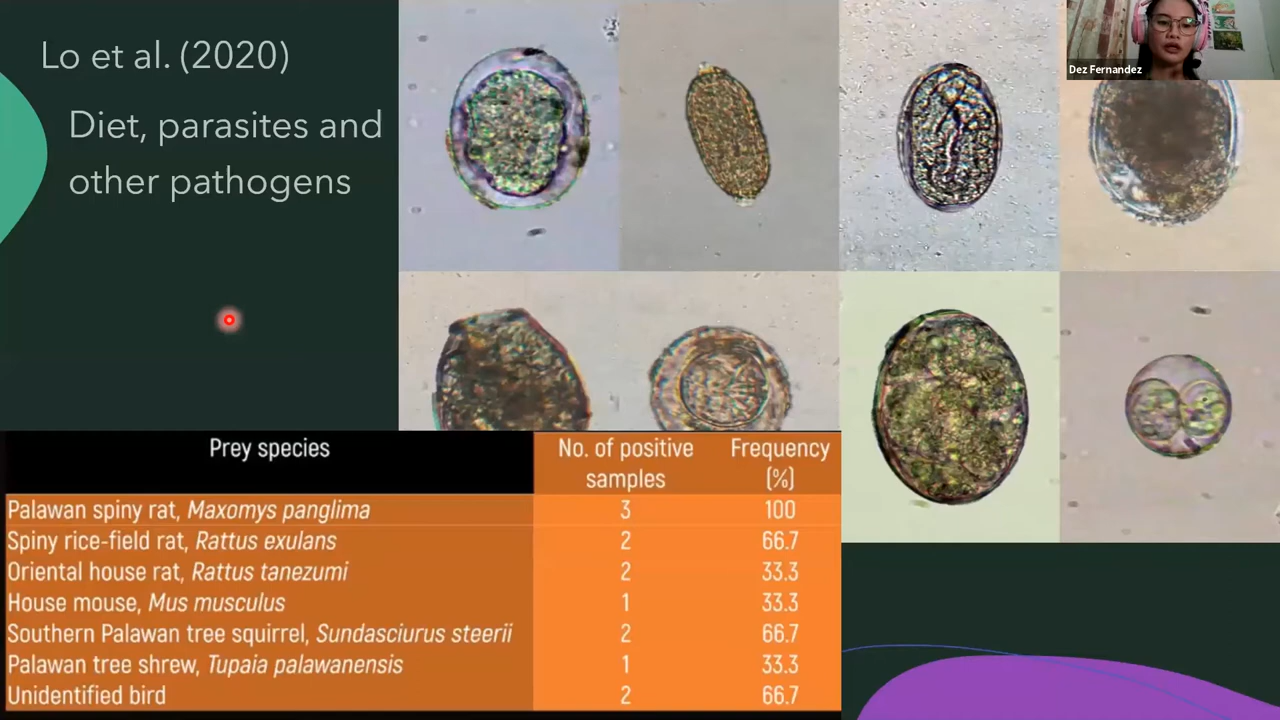 Lo et al. (2020)
Diet, parasites and
other pathogens
Dez Fernandez
Prey species No. of positive samples Frequency (%)
Palawan spiny rat, Maxomys panglima 3 100
Spiny rice-field rat, Rattus exulans 2 66.7
Oriental house rat, Rattus tanezumi 2 33.3
House mouse, Mus musculus 1 33.3
Southern Palawan tree squirrel, Sundasciurus steerii 2 66.7
Palawan tree shrew, Tupaia palawanensis 1 33.3
Unidentified bird 2 66.7